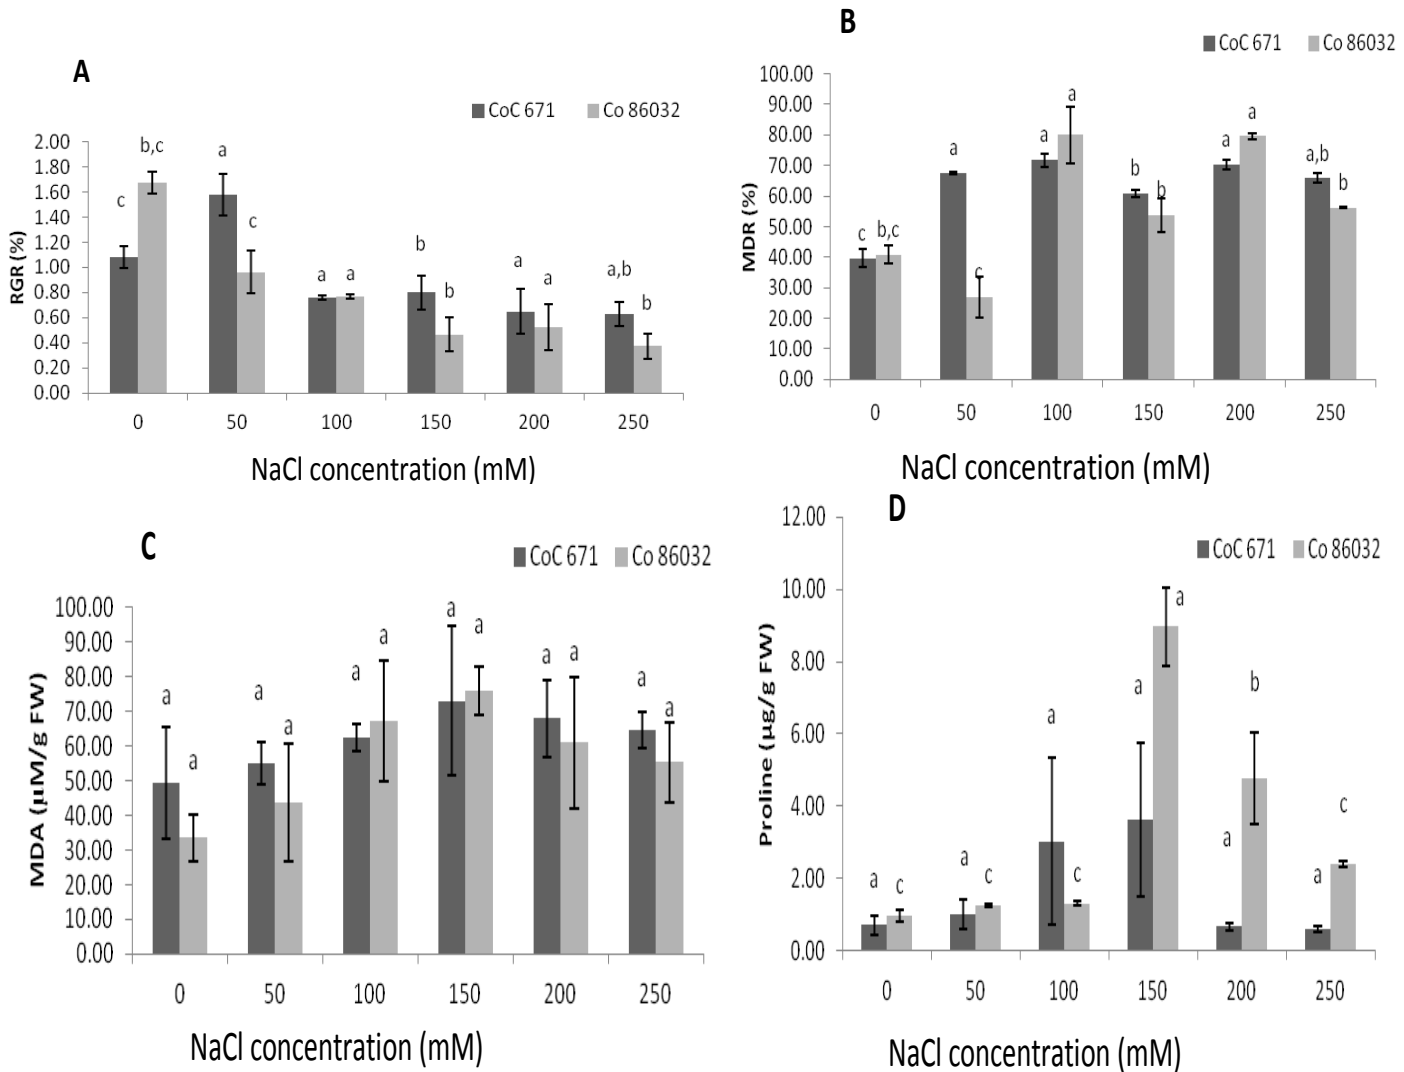 A
CoC 671 Co 86032
RGR (%)
2.00
1.80
1.60
1.40
1.20
1.00
0.80
0.60
0.40
0.20
0.00
c b,c a c a a b b a a a,b b
0 50 100 150 200 250
NaCl concentration (mM)
B
CoC 671 Co 86032
MDR (%)
100.00
90.00
80.00
70.00
60.00
50.00
40.00
30.00
20.00
10.00
0.00
c b,c a c a a b b a a a,b b
0 50 100 150 200 250
NaCl concentration (mM)
C
CoC 671 Co 86032
MDA (µM/g FW)
100.00
90.00
80.00
70.00
60.00
50.00
40.00
30.00
20.00
10.00
0.00
a a a a a a a a a a a a
0 50 100 150 200 250
NaCl concentration (mM)
D
CoC 671 Co 86032
Proline (µg/g FW)
12.00
10.00
8.00
6.00
4.00
2.00
0.00
a c a c a c a a a b a c
0 50 100 150 200 250
NaCl concentration (mM)